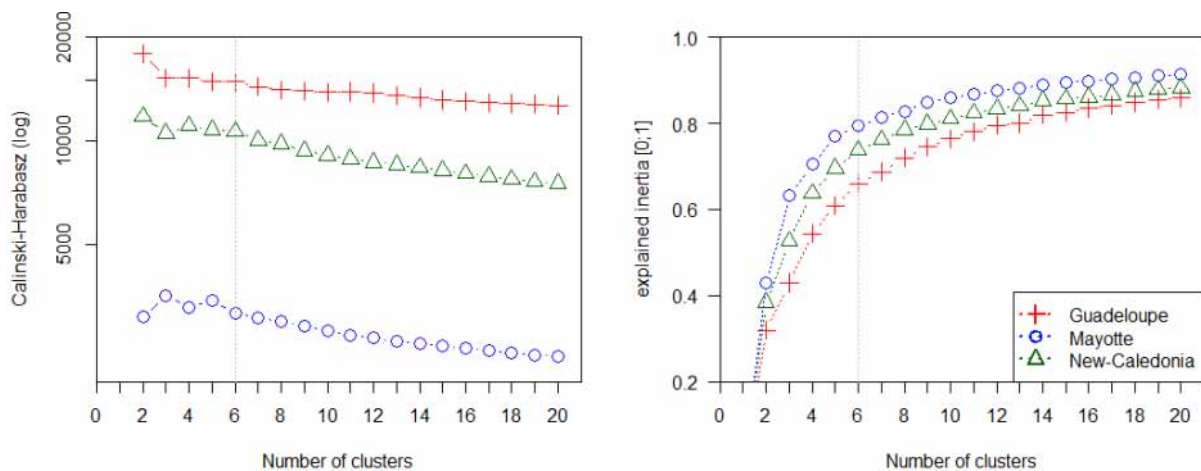 Calinski-Harabasz (log)
20000
10000
5000
0 2 4 6 8 10 12 14 16 18 20
Number of clusters
explained inertia [0;1]
1.0
0.8
0.6
0.4
0.2
Guadeloupe
Mayotte
New-Caledonia
0 2 4 6 8 10 12 14 16 18 20
Number of clusters